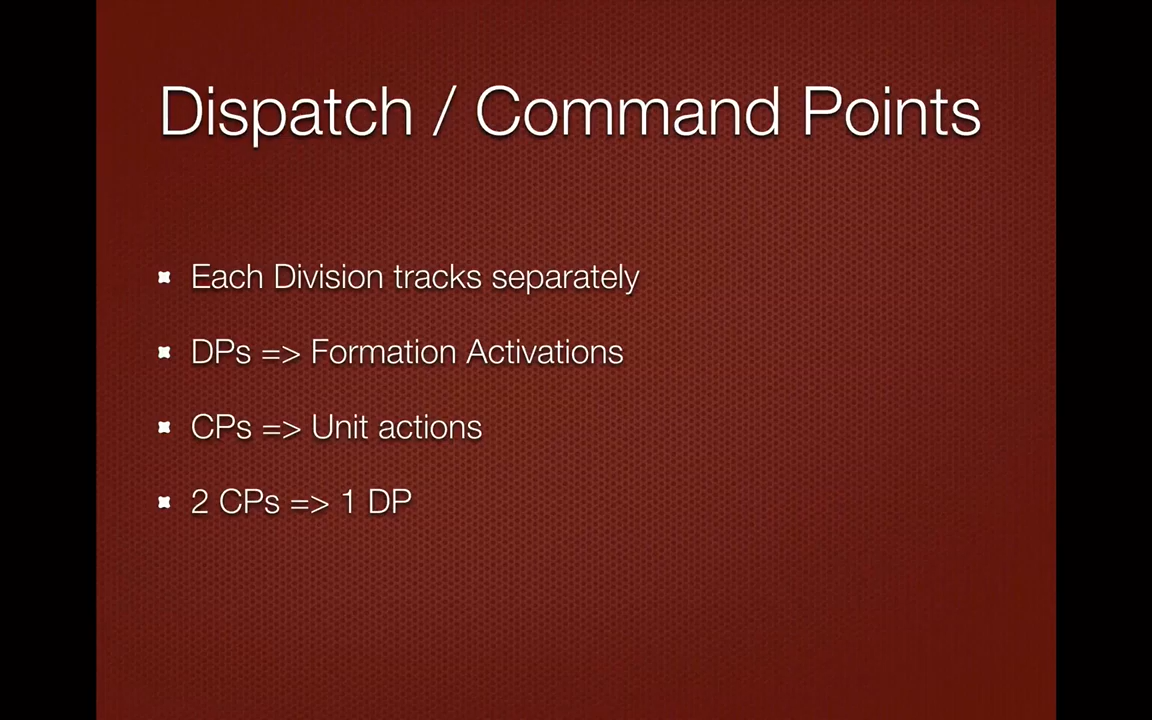 Dispatch / Command Points
Each Division tracks separately
DPs => Formation Activations
CPs => Unit actions
2 CPs => 1 DP